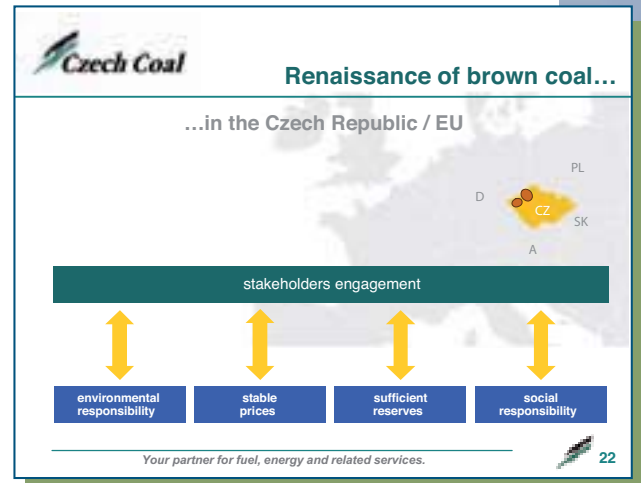 Czech Coal
Renaissance of brown coal…
…in the Czech Republic / EU
PL
D
CZ
SK
A
stakeholders engagement
environmental
responsibility
stable
prices
sufficient
reserves
social
responsibility
Your partner for fuel, energy and related services.
22